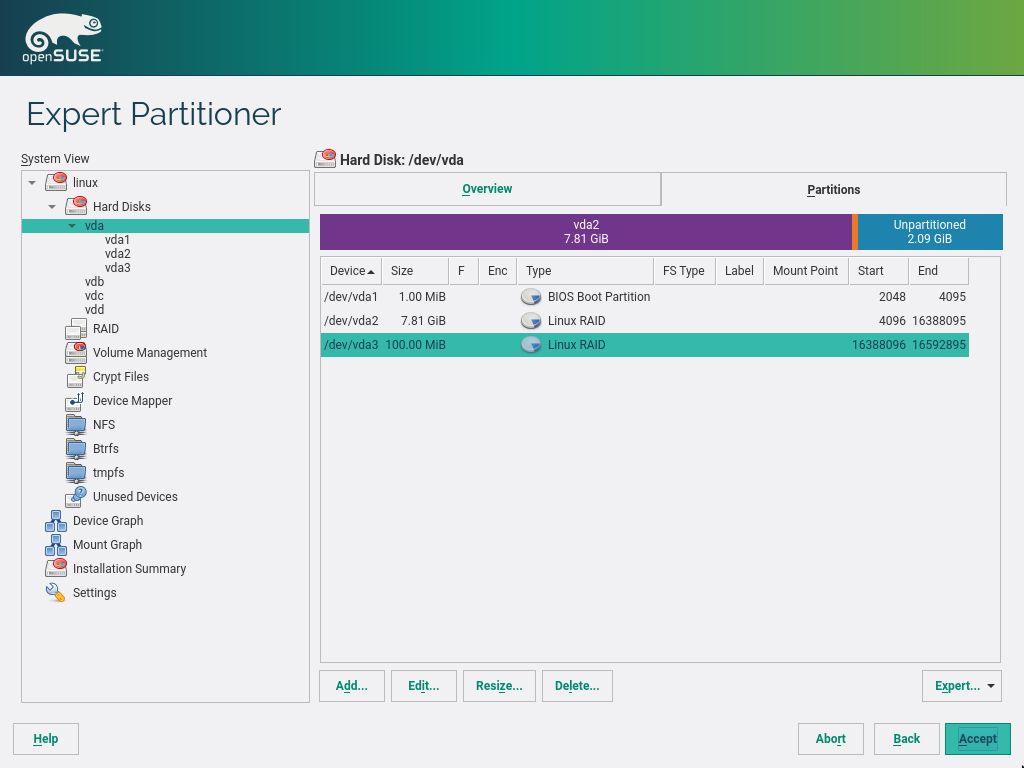 openSUSE
Expert Partitioner
System View
linux
Hard Disks
vda
vda1
vda2
vda3
vdb
vdc
vdd
RAID
Volume Management
Crypt Files
Device Mapper
NFS
Btrfs
tmpfs
Unused Devices
Device Graph
Mount Graph
Installation Summary
Settings
Hard Disk: /dev/vda
Overview Partitions
vda2 Unpartitioned
7.81 GiB 2.09 GiB
Device Size F Enc Type FS Type Label Mount Point Start End
/dev/vda1 1.00 MiB BIOS Boot Partition 2048 4095
/dev/vda2 7.81 GiB Linux RAID 4096 16388095
/dev/vda3 100.00 MiB Linux RAID 16388096 16592895
Add... Edit... Resize... Delete... Expert...
Help Abort Back Accept